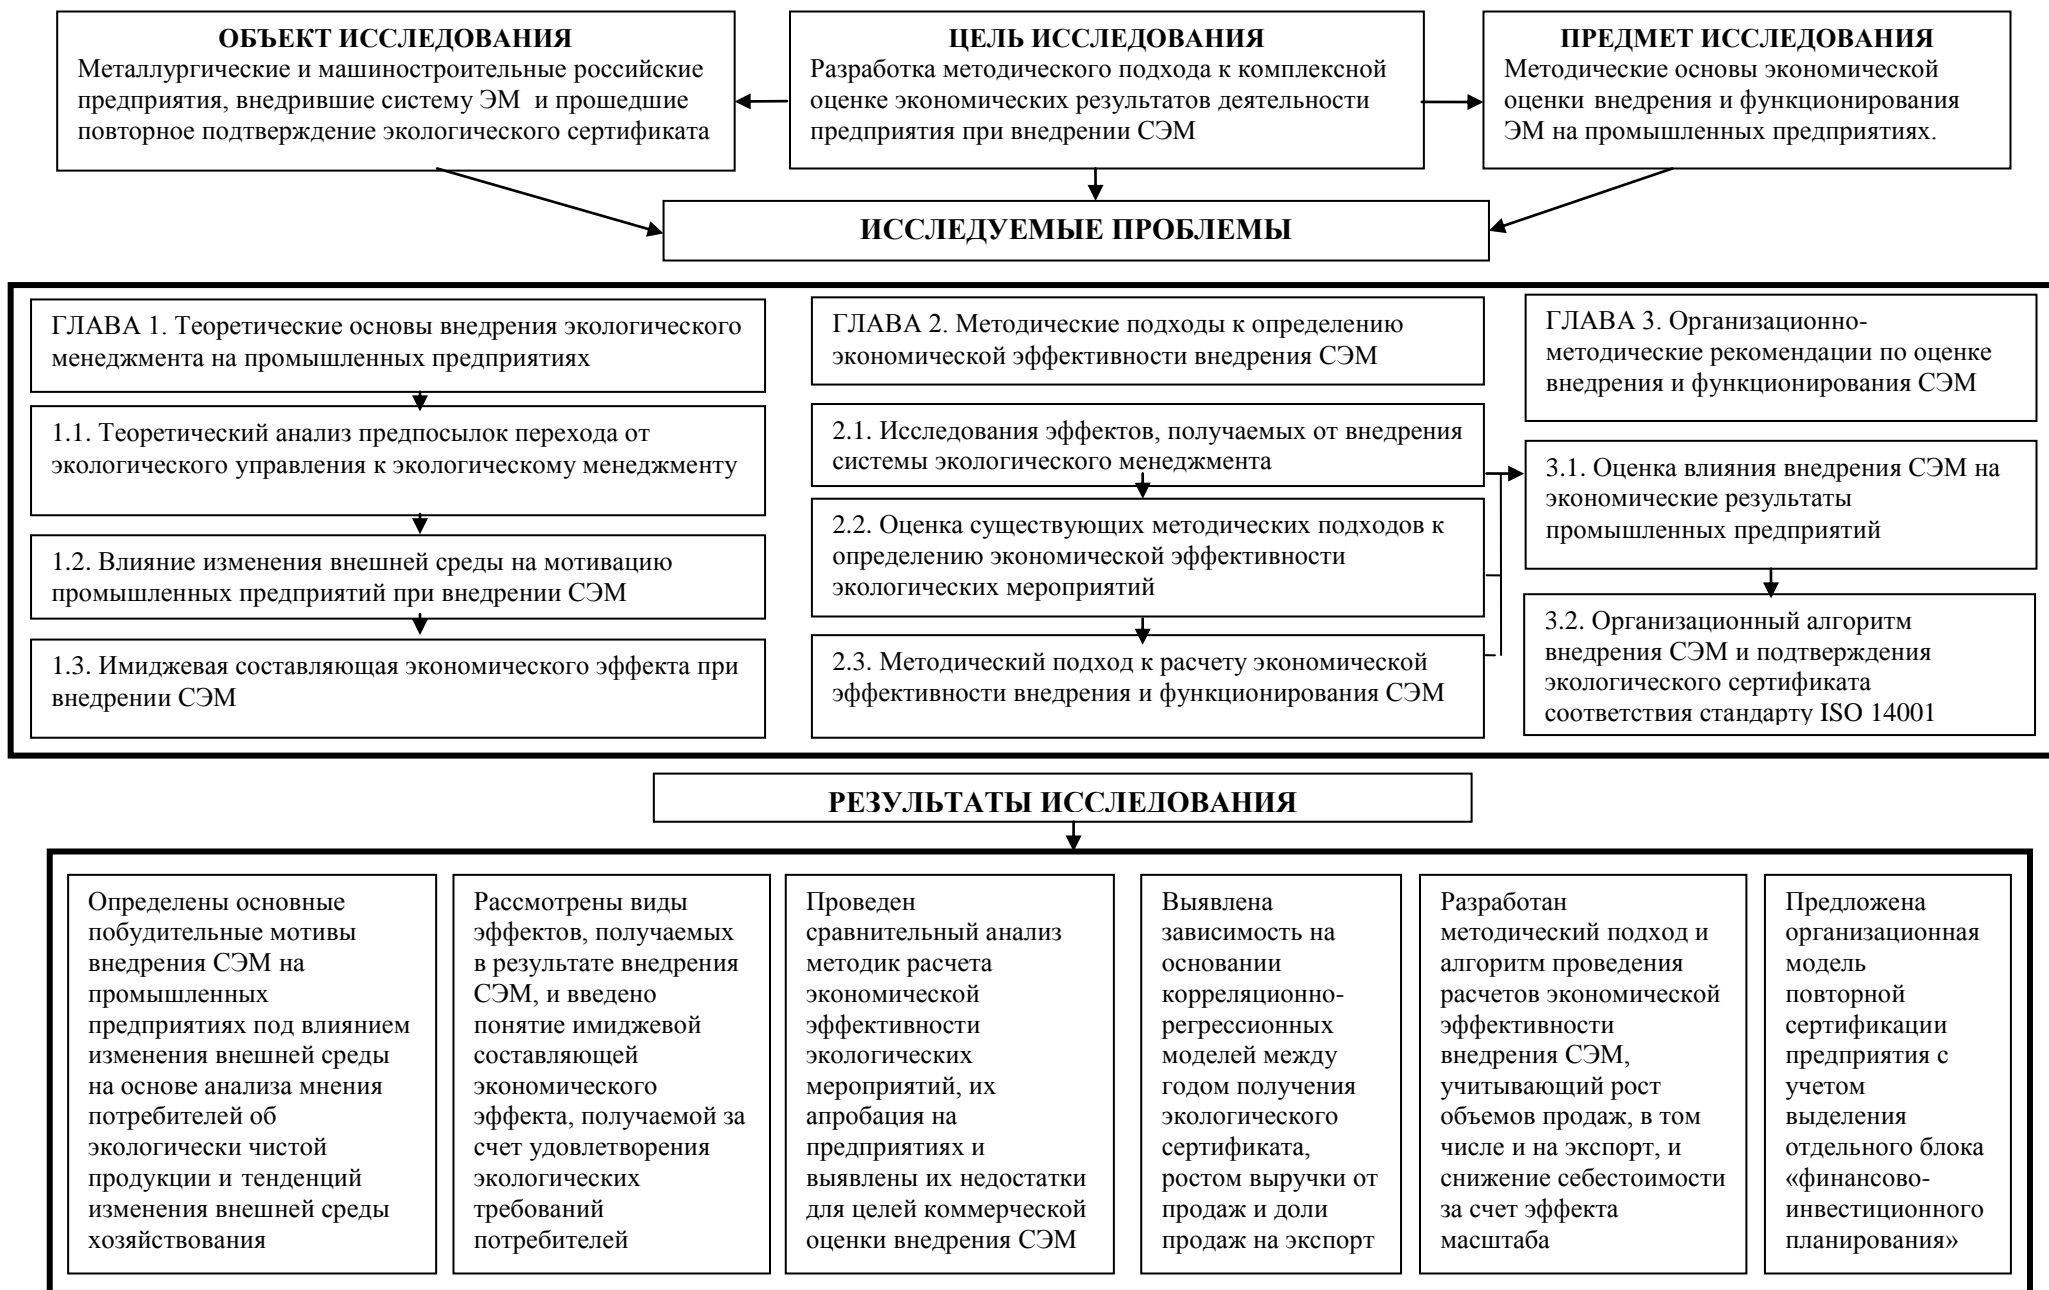 ОБЪЕКТ ИССЛЕДОВАНИЯ
Металлургические и машиностроительные российские
предприятия, внедрившие систему ЭМ и прошедшие
повторное подтверждение экологического сертификата
ЦЕЛЬ ИССЛЕДОВАНИЯ
Разработка методического подхода к комплексной
оценке экономических результатов деятельности
предприятия при внедрении СЭМ
ПРЕДМЕТ ИССЛЕДОВАНИЯ
Методические основы экономической
оценки внедрения и функционирования
ЭМ на промышленных предприятиях.
ИССЛЕДУЕМЫЕ ПРОБЛЕМЫ
ГЛАВА 1. Теоретические основы внедрения экологического
менеджмента на промышленных предприятиях
1.1. Теоретический анализ предпосылок перехода от
экологического управления к экологическому менеджменту
1.2. Влияние изменения внешней среды на мотивацию
промышленных предприятий при внедрении СЭМ
1.3. Имиджевая составляющая экономического эффекта при
внедрении СЭМ
ГЛАВА 2. Методические подходы к определению
экономической эффективности внедрения СЭМ
2.1. Исследования эффектов, получаемых от внедрения
системы экологического менеджмента
2.2. Оценка существующих методических подходов к
определению экономической эффективности
экологических мероприятий
2.3. Методический подход к расчету экономической
эффективности внедрения и функционирования СЭМ
ГЛАВА 3. Организационно-
методические рекомендации по оценке
внедрения и функционирования СЭМ
3.1. Оценка влияния внедрения СЭМ на
экономические результаты
промышленных предприятий
3.2. Организационный алгоритм
внедрения СЭМ и подтверждения
экологического сертификата
соответствия стандарту ISO 14001
РЕЗУЛЬТАТЫ ИССЛЕДОВАНИЯ
Определены основные
побудительные мотивы
внедрения СЭМ на
промышленных
предприятиях под влиянием
изменения внешней среды
на основе анализа мнения
потребителей об
экологически чистой
продукции и тенденций
изменения внешней среды
хозяйствования
Рассмотрены виды
эффектов, получаемых
в результате внедрения
СЭМ, и введено
понятие имиджевой
составляющей
экономического
эффекта, получаемой за
счет удовлетворения
экологических
требований
потребителей
Проведен
сравнительный анализ
методик расчета
экономической
эффективности
экологических
мероприятий, их
апробация на
предприятиях и
выявлены их недостатки
для целей коммерческой
оценки внедрения СЭМ
Выявлена
зависимость на
основании
корреляционно-
регрессионных
моделей между
годом получения
экологического
сертификата,
ростом выручки от
продаж и доли
продаж на экспорт
Разработан
методический подход и
алгоритм проведения
расчетов экономической
эффективности
внедрения СЭМ,
учитывающий рост
объемов продаж, в том
числе и на экспорт, и
снижение себестоимости
за счет эффекта
масштаба
Предложена
организационная
модель
повторной
сертификации
предприятия с
учетом
выделения
отдельного блока
«финансово-
инвестиционного
планирования»